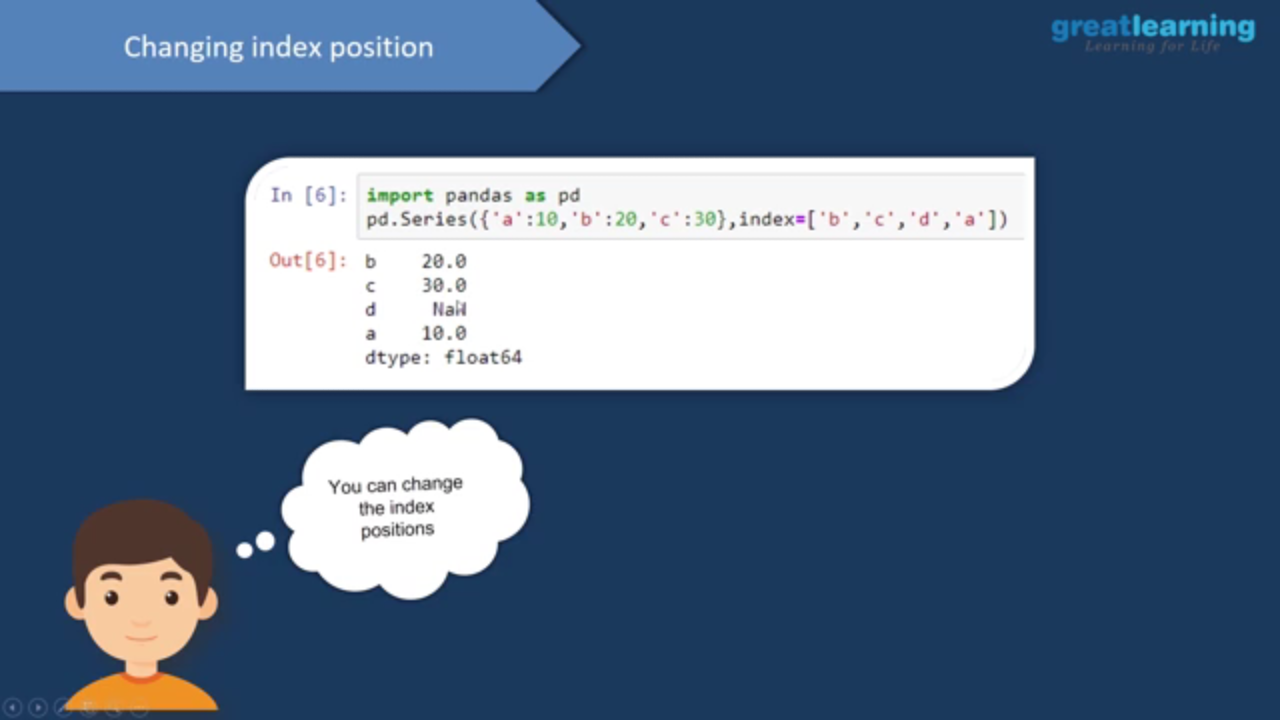 Changing index position
greatlearning
Learning for Life
In [6]: import pandas as pd
pd.Series({'a':10,'b':20,'c':30},index=['b','c','d','a'])
Out[6]: b 20.0
c 30.0
d NaN
a 10.0
dtype: float64
You can change
the index
positions